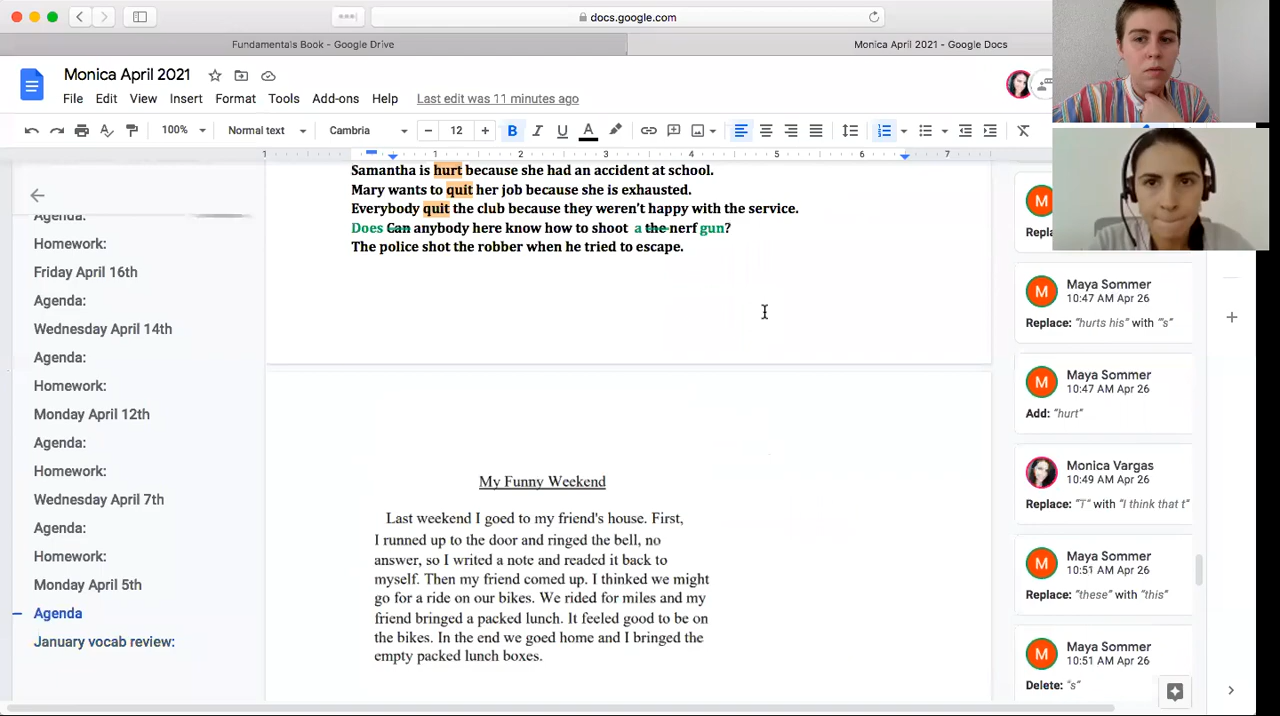 docs.google.com
Fundamentals Book - Google Drive
Monica April 2021 - Google Docs
Monica April 2021
File Edit View Insert Format Tools Add-ons Help Last edit was 11 minutes ago
100% Normal text Cambria 12 B I U A
1 1 2 3 4 5 6 7
Agenda:
Homework:
Friday April 16th
Agenda:
Wednesday April 14th
Agenda:
Homework:
Monday April 12th
Agenda:
Homework:
Wednesday April 7th
Agenda:
Homework:
Monday April 5th
Agenda
January vocab review:
Samantha is hurt because she had an accident at school.
Mary wants to quit her job because she is exhausted.
Everybody quit the club because they weren't happy with the service.
Does Can anybody here know how to shoot a the nerf gun?
The police shot the robber when he tried to escape.
My Funny Weekend
Last weekend I goed to my friend's house. First,
I runned up to the door and ringed the bell, no
answer, so I writed a note and readed it back to
myself. Then my friend comed up. I thinked we might
go for a ride on our bikes. We rided for miles and my
friend bringed a packed lunch. It feeled good to be on
the bikes. In the end we goed home and I bringed the
empty packed lunch boxes.
M
Repla
M Maya Sommer
10:47 AM Apr 26
Replace: "hurts his" with "'s"
M Maya Sommer
10:47 AM Apr 26
Add: "hurt"
Monica Vargas
10:49 AM Apr 26
Replace: "T" with "I think that t"
M Maya Sommer
10:51 AM Apr 26
Replace: "these" with "this"
M Maya Sommer
10:51 AM Apr 26
Delete: "s"